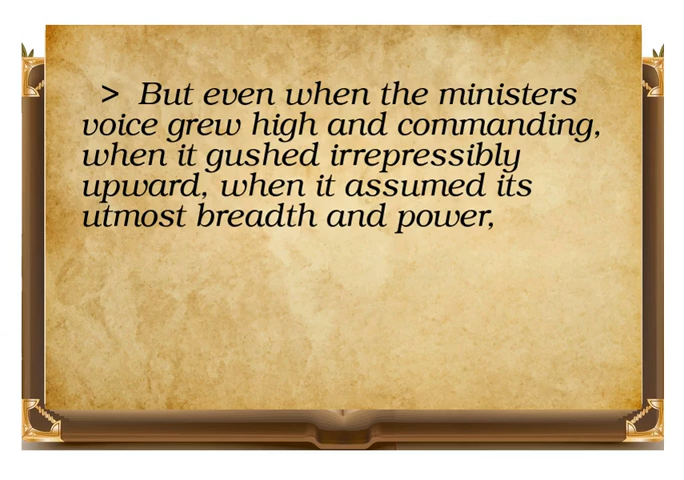 > But even when the ministers
voice grew high and commanding,
when it gushed irrepressibly
upward, when it assumed its
utmost breadth and power,